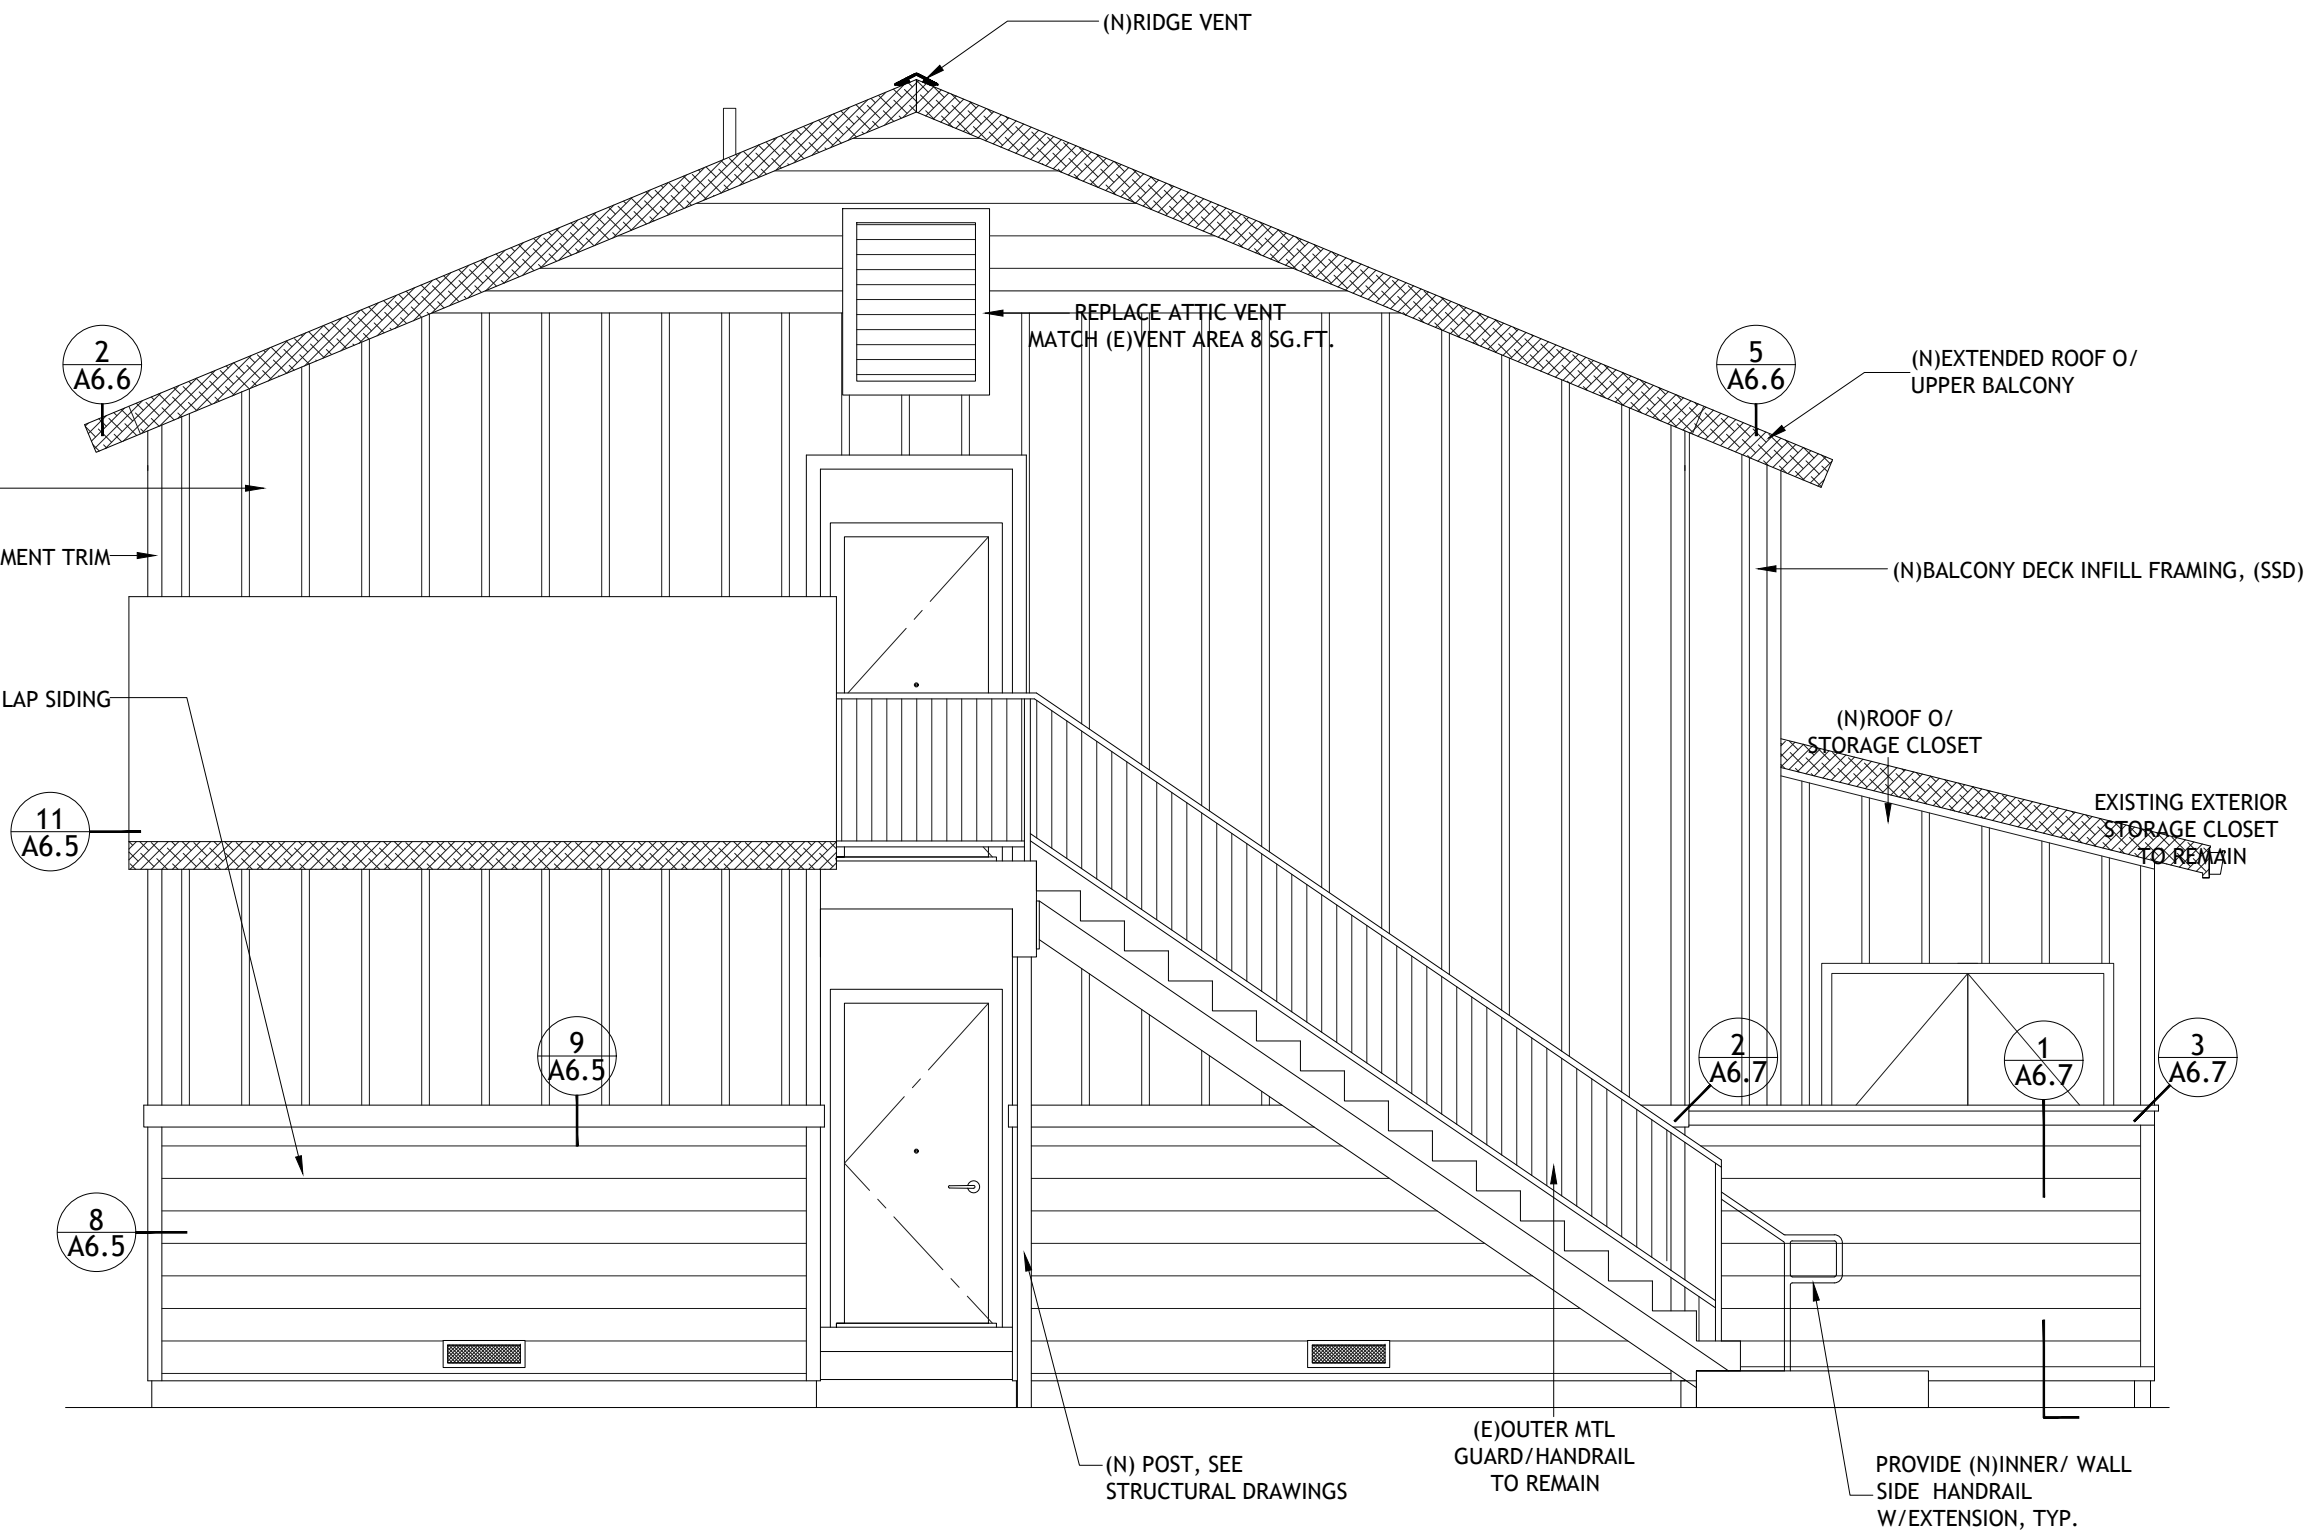 (N)RIDGE VENT
REPLACE ATTIC VENT
MATCH (E)VENT AREA 8 SG.FT.
2
A6.6
5
A6.6
(N)EXTENDED ROOF O/
UPPER BALCONY
MENT TRIM
(N)BALCONY DECK INFILL FRAMING, (SSD)
LAP SIDING
(N)ROOF O/
STORAGE CLOSET
EXISTING EXTERIOR
STORAGE CLOSET
TO REMAIN
11
A6.5
9
A6.5
2
A6.7
1
A6.7
3
A6.7
8
A6.5
(N) POST, SEE
STRUCTURAL DRAWINGS
(E)OUTER MTL
GUARD/HANDRAIL
TO REMAIN
PROVIDE (N)INNER/ WALL
SIDE HANDRAIL
W/EXTENSION, TYP.